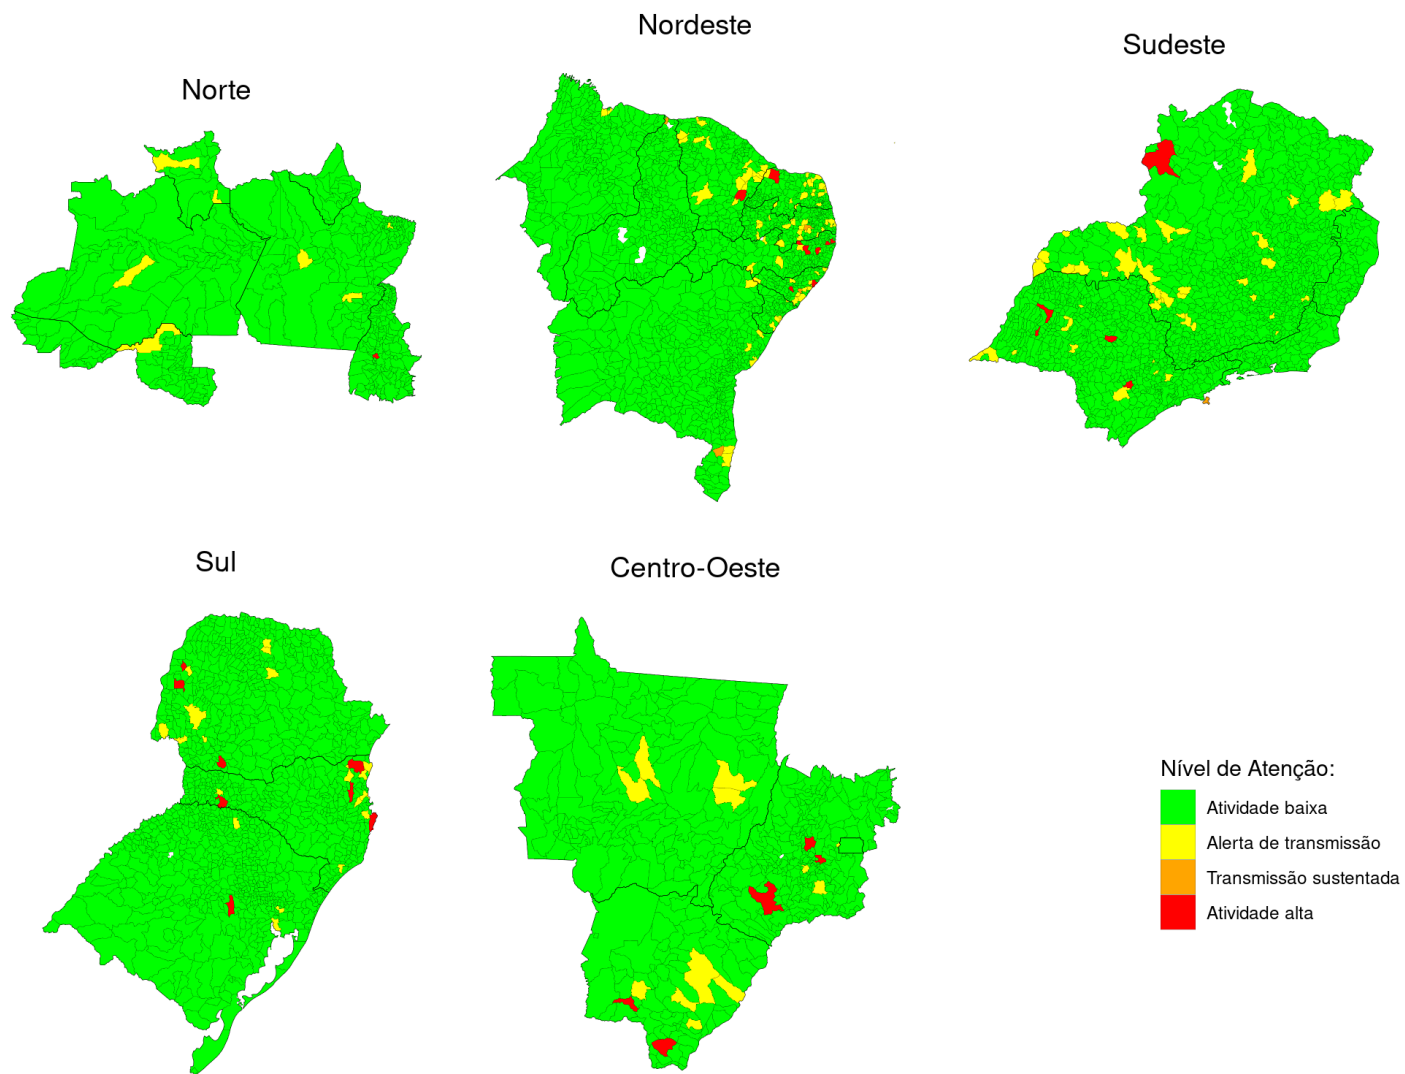 Nordeste
Sudeste
Norte
Sul
Centro-Oeste
Nível de Atenção:
Atividade baixa
Alerta de transmissão
Transmissão sustentada
Atividade alta